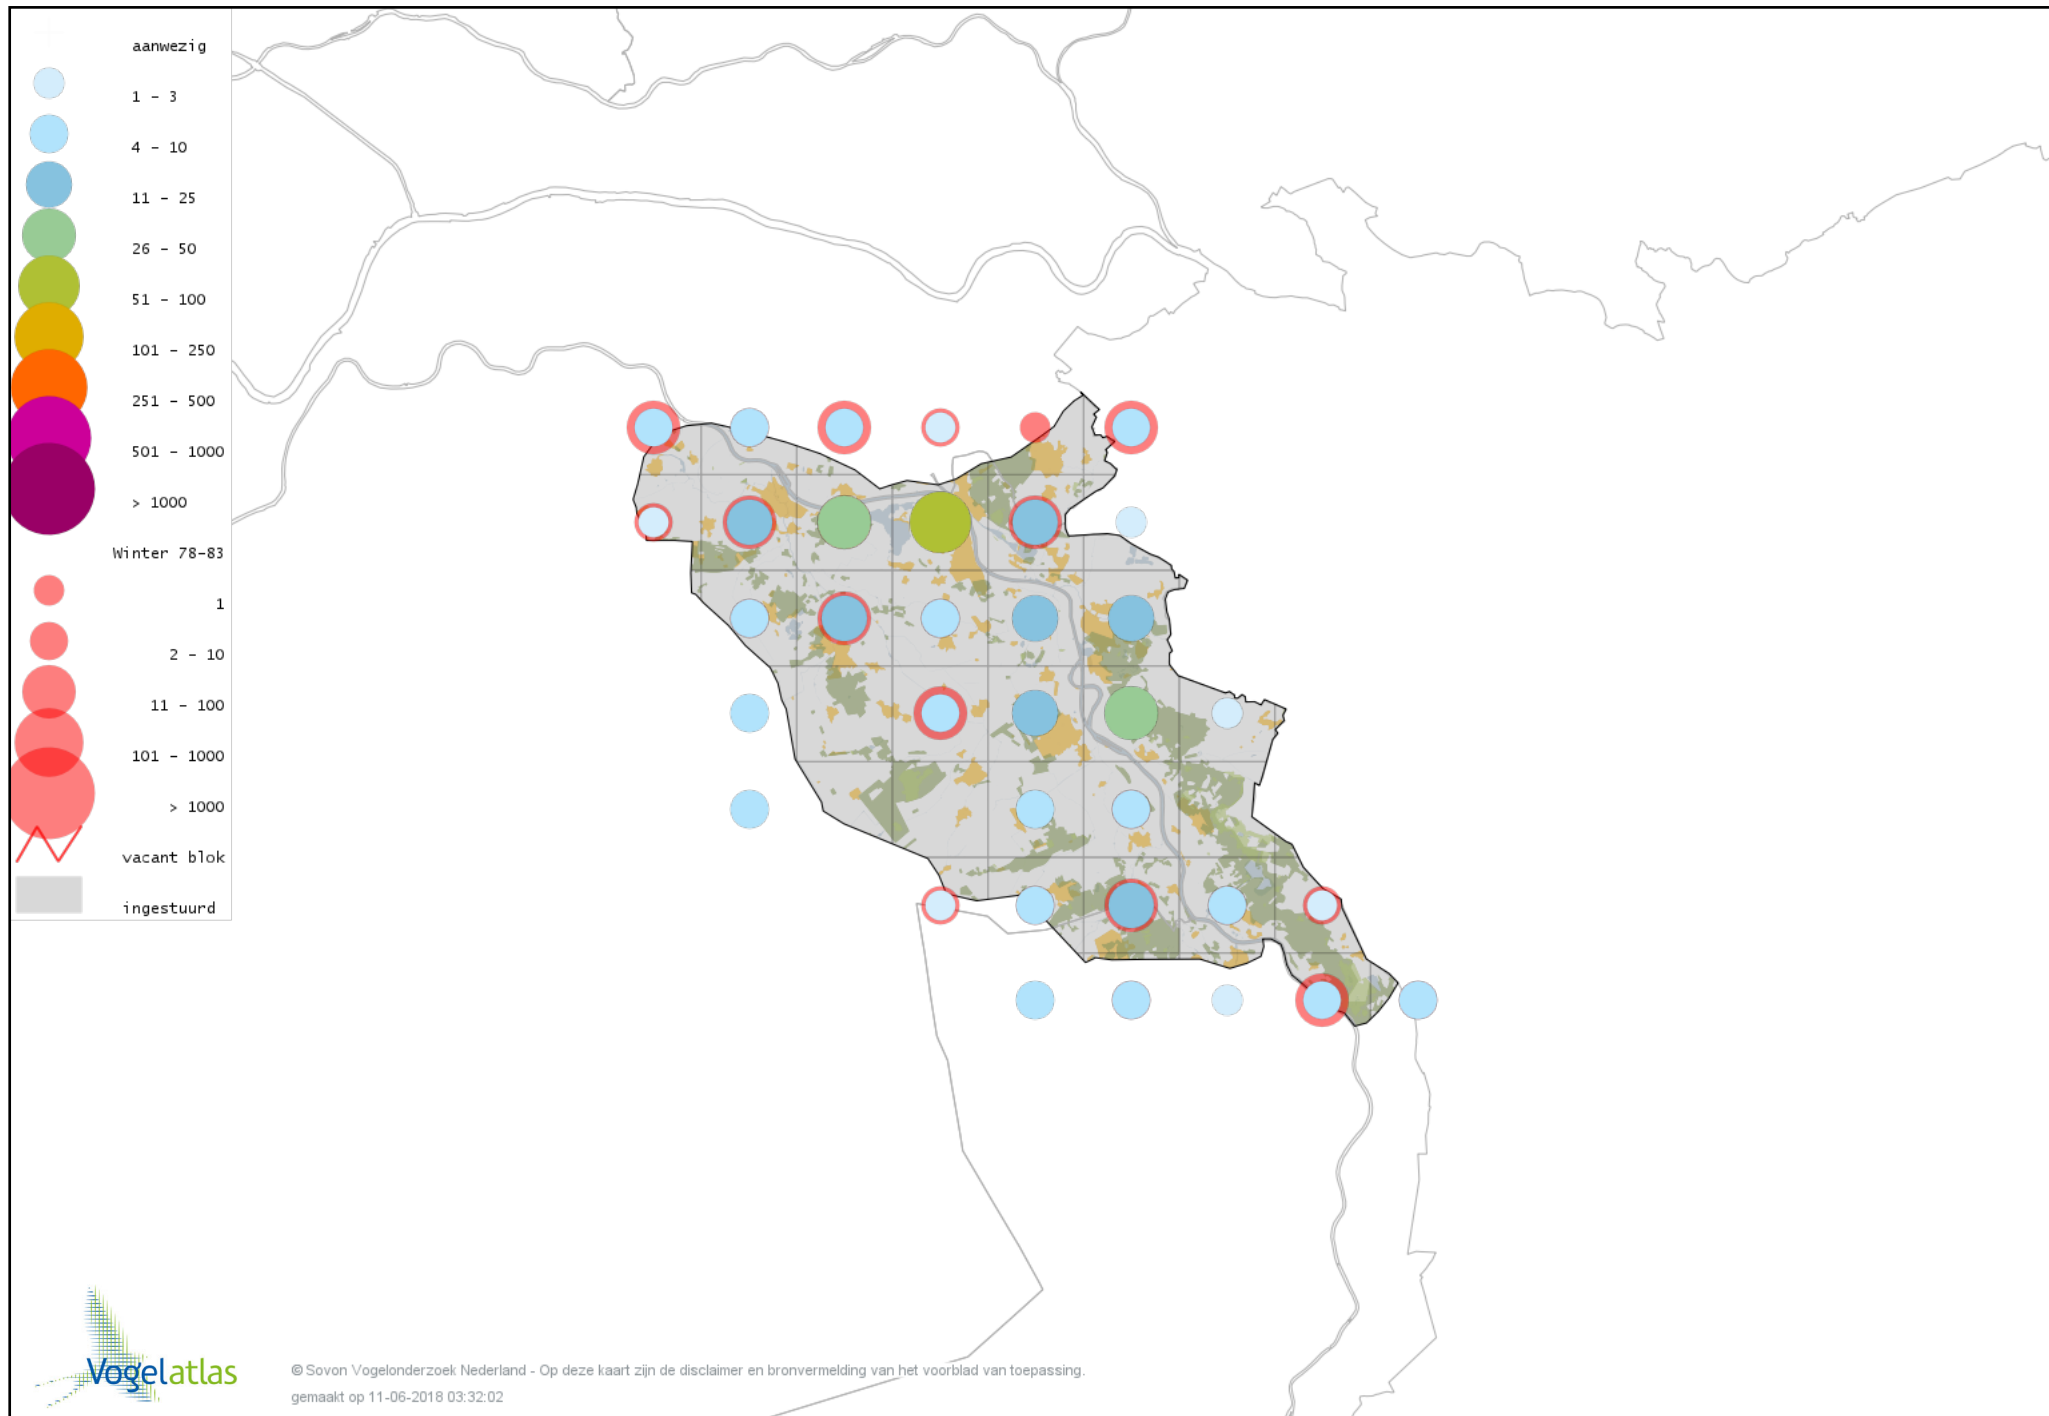 aanwezig
1 - 3
4 - 10
11 - 25
26 - 50
51 - 100
101 - 250
251 - 500
501 - 1000
> 1000
Winter 78-83
1
2 - 10
11 - 100
101 - 1000
> 1000
vacant blok
ingestuurd
Vogelatlas
© Sovon Vogelonderzoek Nederland - Op deze kaart zijn de disclaimer en bronvermelding van het voorblad van toepassing.
gemaakt op 11-06-2018 03:32:02